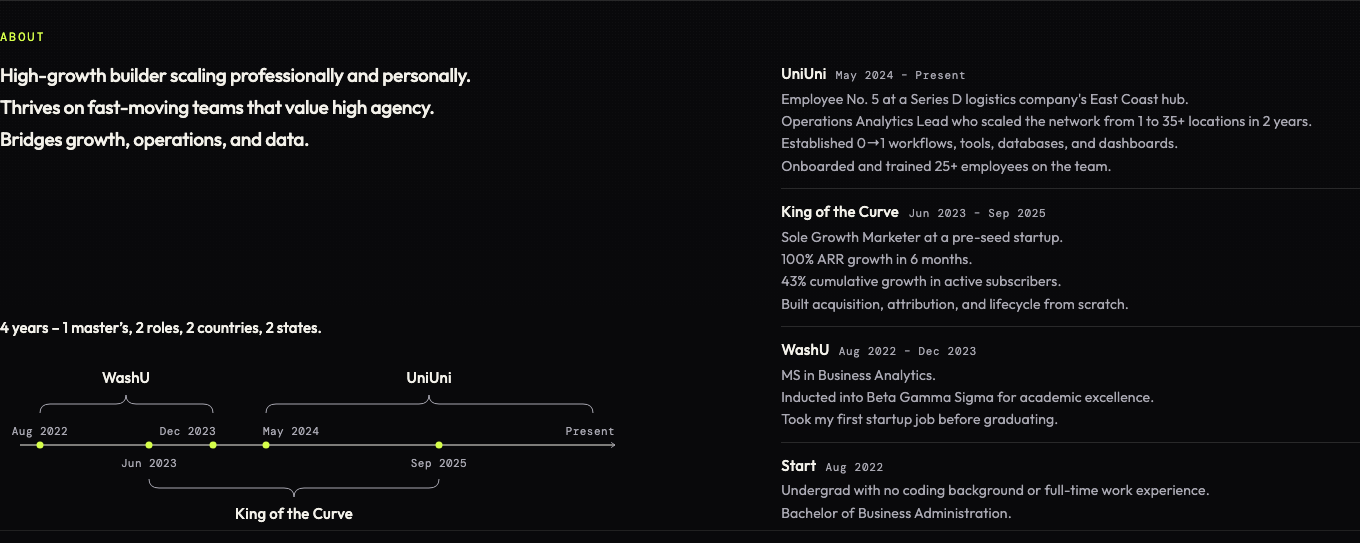 ABOUT
High-growth builder scaling professionally and personally.
Thrives on fast-moving teams that value high agency.
Bridges growth, operations, and data.
4 years – 1 master’s, 2 roles, 2 countries, 2 states.
WashU
UniUni
Aug 2022
Dec 2023
May 2024
Present
Jun 2023
Sep 2025
King of the Curve
UniUni May 2024 – Present
Employee No. 5 at a Series D logistics company's East Coast hub.
Operations Analytics Lead who scaled the network from 1 to 35+ locations in 2 years.
Established 0→1 workflows, tools, databases, and dashboards.
Onboarded and trained 25+ employees on the team.
King of the Curve Jun 2023 – Sep 2025
Sole Growth Marketer at a pre-seed startup.
100% ARR growth in 6 months.
43% cumulative growth in active subscribers.
Built acquisition, attribution, and lifecycle from scratch.
WashU Aug 2022 – Dec 2023
MS in Business Analytics.
Inducted into Beta Gamma Sigma for academic excellence.
Took my first startup job before graduating.
Start Aug 2022
Undergrad with no coding background or full-time work experience.
Bachelor of Business Administration.